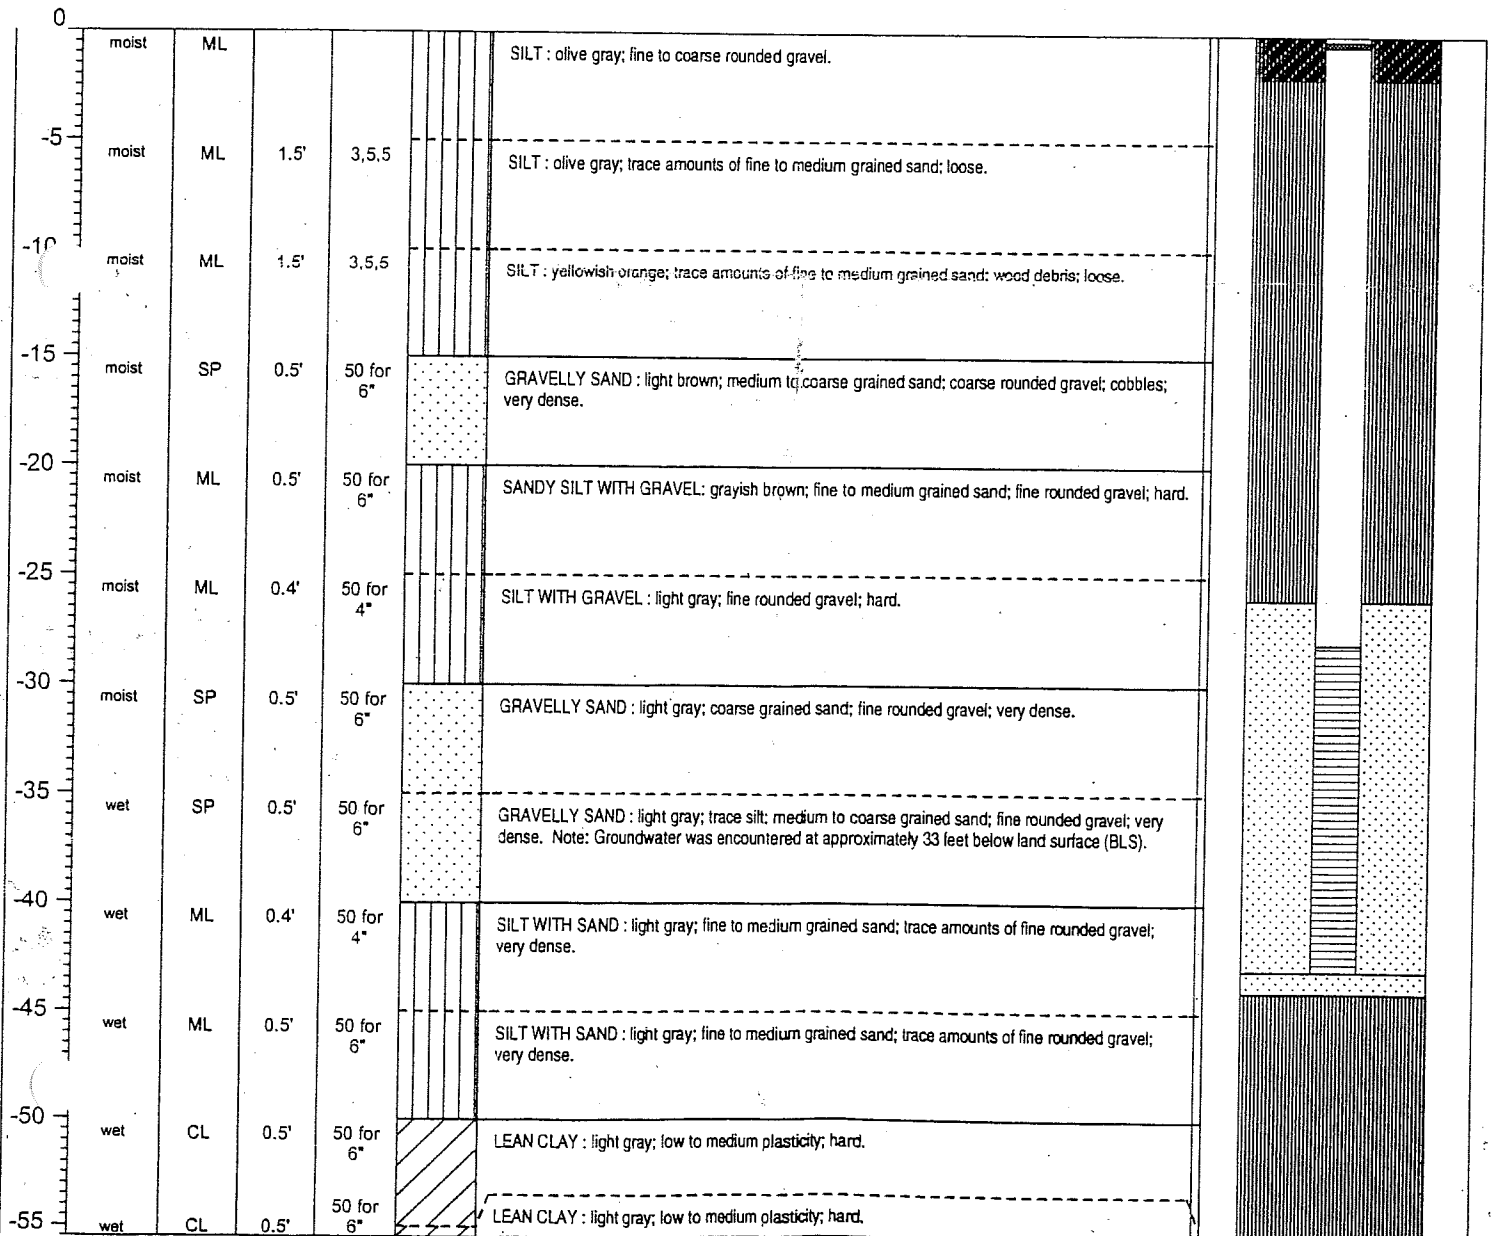 0
moist ML SILT : olive gray; fine to coarse rounded gravel.
-5
moist ML 1.5' 3,5,5 SILT : olive gray; trace amounts of fine to medium grained sand; loose.
-10
moist ML 1.5' 3,5,5 SILT : yellowish orange; trace amounts of fine to medium grained sand; wood debris; loose.
-15
moist SP 0.5' 50 for 6" GRAVELLY SAND : light brown; medium to coarse grained sand; coarse rounded gravel; cobbles;
very dense.
-20
moist ML 0.5' 50 for 6" SANDY SILT WITH GRAVEL: grayish brown; fine to medium grained sand; fine rounded gravel; hard.
-25
moist ML 0.4' 50 for 4" SILT WITH GRAVEL : light gray; fine rounded gravel; hard.
-30
moist SP 0.5' 50 for 6" GRAVELLY SAND : light gray; coarse grained sand; fine rounded gravel; very dense.
-35
wet SP 0.5' 50 for 6" GRAVELLY SAND : light gray; trace silt; medium to coarse grained sand; fine rounded gravel; very
dense. Note: Groundwater was encountered at approximately 33 feet below land surface (BLS).
-40
wet ML 0.4' 50 for 4" SILT WITH SAND : light gray; fine to medium grained sand; trace amounts of fine rounded gravel;
very dense.
-45
wet ML 0.5' 50 for 6" SILT WITH SAND : light gray; fine to medium grained sand; trace amounts of fine rounded gravel;
very dense.
-50
wet CL 0.5' 50 for 6" LEAN CLAY : light gray; low to medium plasticity; hard.
-55
wet CL 0.5' 50 for 6" LEAN CLAY : light gray; low to medium plasticity; hard.